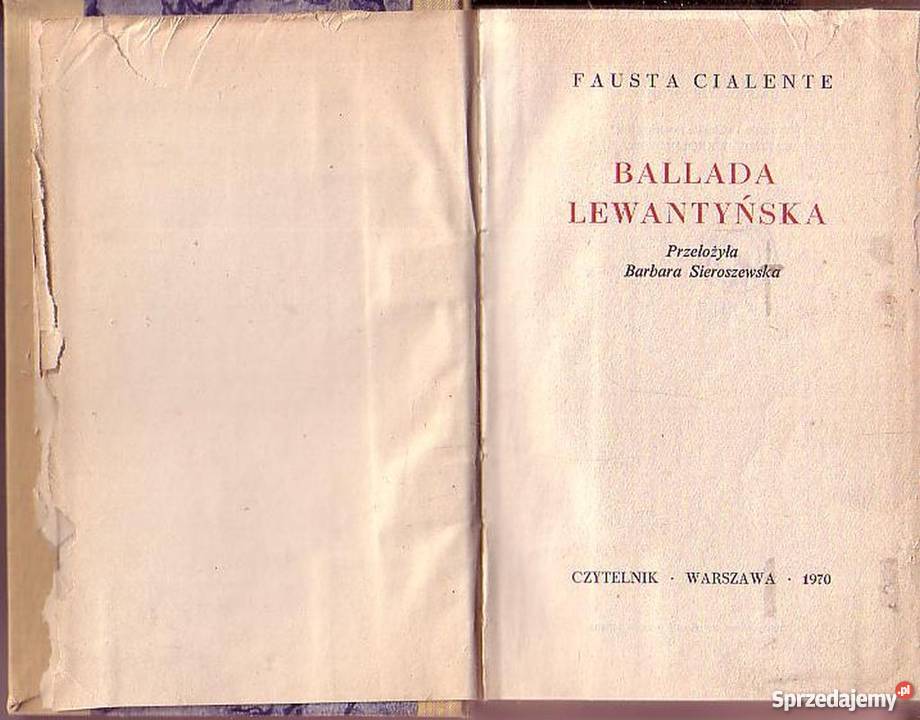 FAUSTA CIALENTE
BALLADA
LEWANTYŃSKA
Przełożyła
Barbara Sieroszewska
CZYTELNIK · WARSZAWA · 1970
Sprzedajemy.pl